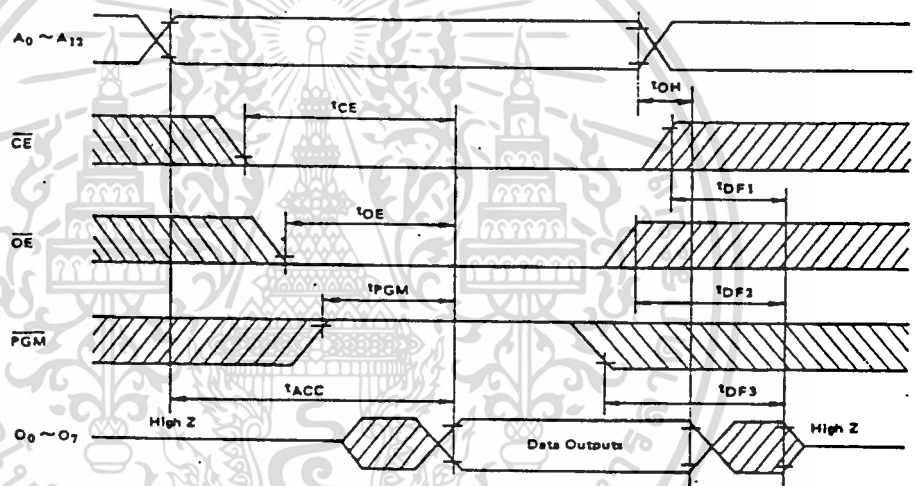 A0 ~ A12
tOH
tCE
CE
tDF1
tOE
OE
tPGM
tDF2
PGM
tACC
tDF3
High Z
High Z
O0 ~ O7
Data Outputs